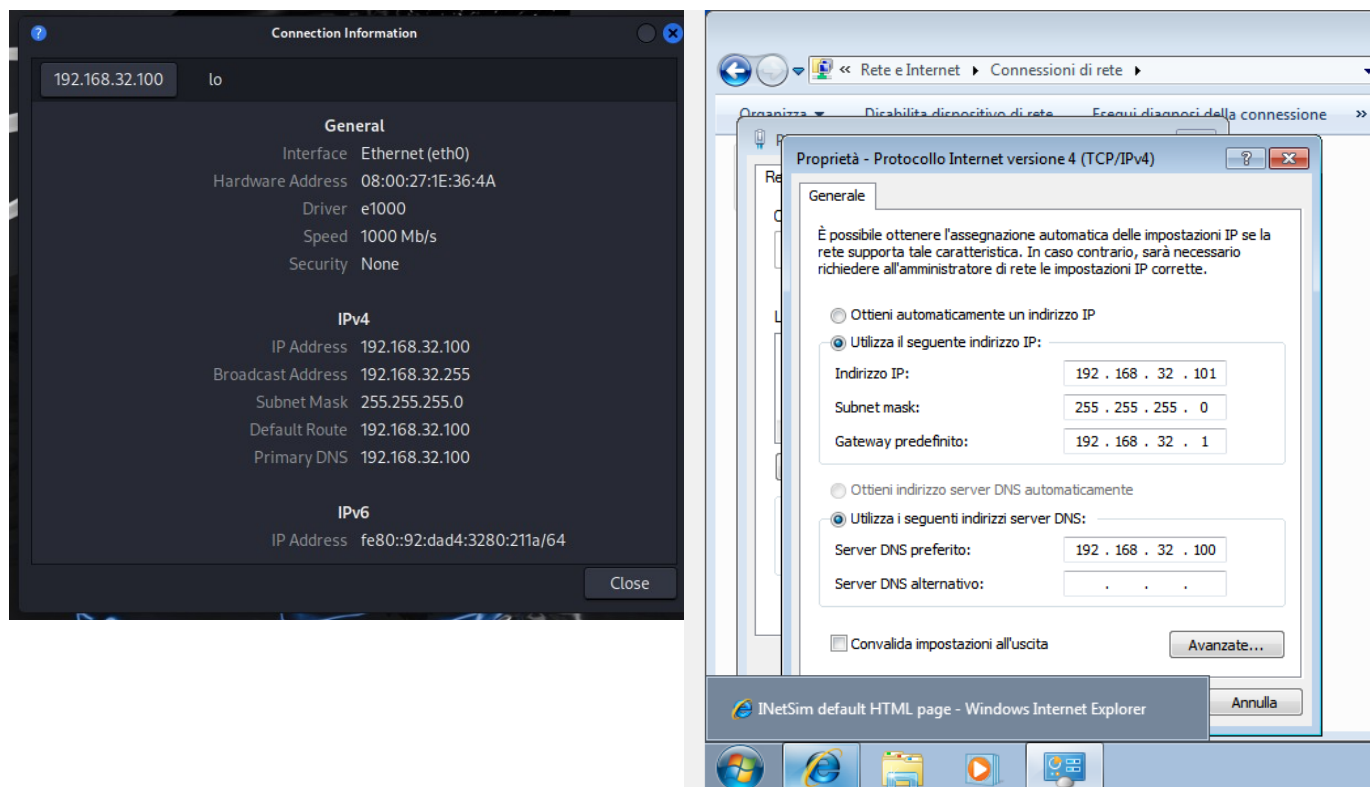 Connection Information
192.168.32.100 lo
General
Interface Ethernet (eth0)
Hardware Address 08:00:27:1E:36:4A
Driver e1000
Speed 1000 Mb/s
Security None
IPv4
IP Address 192.168.32.100
Broadcast Address 192.168.32.255
Subnet Mask 255.255.255.0
Default Route 192.168.32.100
Primary DNS 192.168.32.100
IPv6
IP Address fe80::92:dad4:3280:211a/64
Close
« Rete e Internet Connessioni di rete
Organizza Disabilita dispositivo di rete Esegui diagnosi della connessione »
Proprietà - Protocollo Internet versione 4 (TCP/IPv4)
Generale
È possibile ottenere l'assegnazione automatica delle impostazioni IP se la
rete supporta tale caratteristica. In caso contrario, sarà necessario
richiedere all'amministratore di rete le impostazioni IP corrette.
Ottieni automaticamente un indirizzo IP
Utilizza il seguente indirizzo IP:
Indirizzo IP: 192 . 168 . 32 . 101
Subnet mask: 255 . 255 . 255 . 0
Gateway predefinito: 192 . 168 . 32 . 1
Ottieni indirizzo server DNS automaticamente
Utilizza i seguenti indirizzi server DNS:
Server DNS preferito: 192 . 168 . 32 . 100
Server DNS alternativo: . . .
Convalida impostazioni all'uscita Avanzate...
INetSim default HTML page - Windows Internet Explorer
Annulla